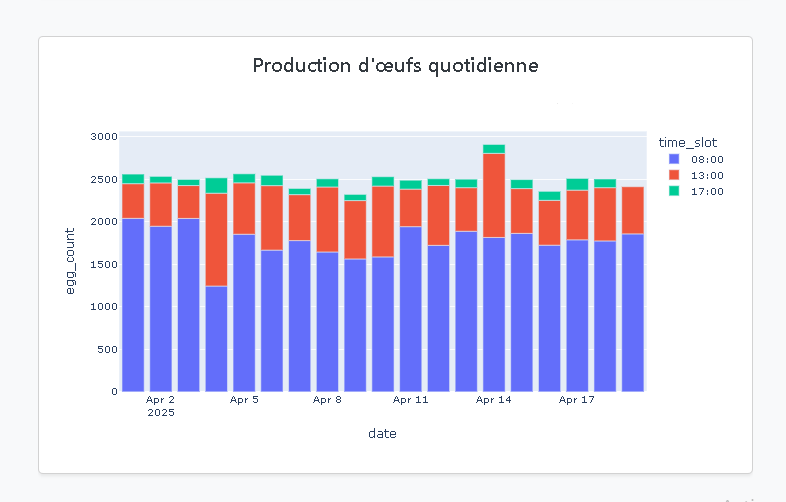 Production d'œufs quotidienne
time_slot
08:00
13:00
17:00
egg_count
3000
2500
2000
1500
1000
500
0
Apr 2 Apr 5 Apr 8 Apr 11 Apr 14 Apr 17
2025
date